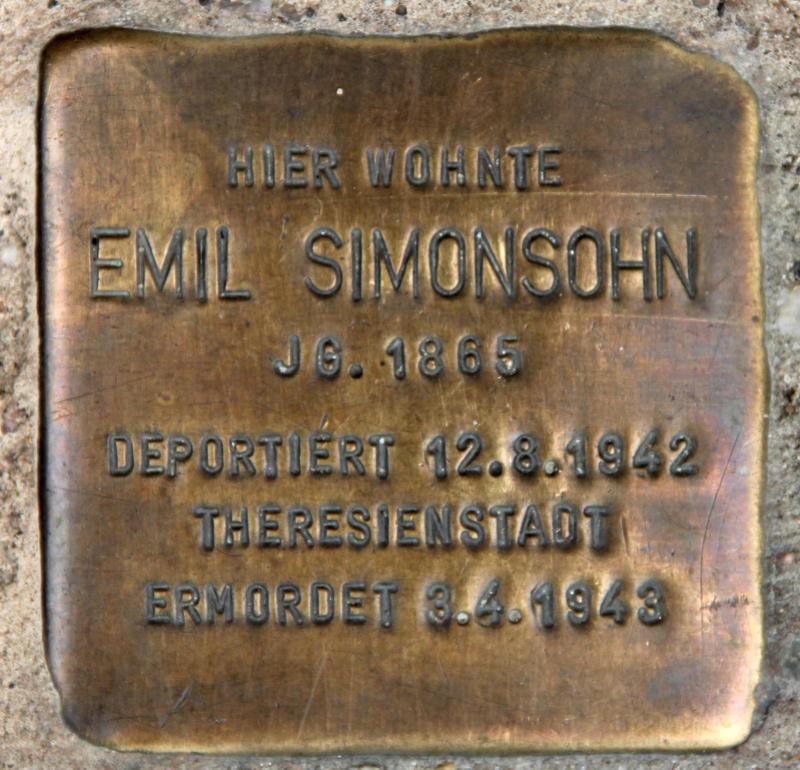 HIER WOHNTE
EMIL SIMONSOHN
JG. 1865
DEPORTIERT 12.8.1942
THERESIENSTADT
ERMORDET 3.4.1943